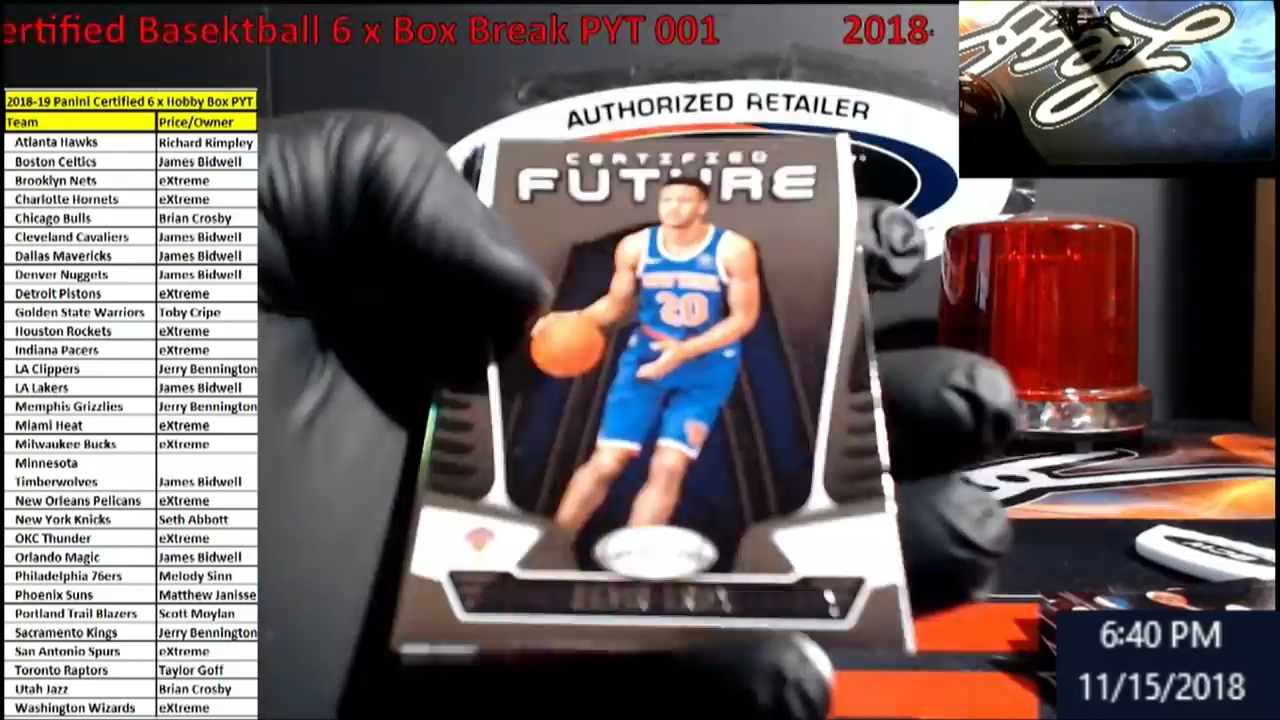 ertified Basektball 6 x Box Break PYT 001 2018-
2018-19 Panini Certified 6 x Hobby Box PYT
Team Price/Owner
Atlanta Hawks Richard Rimpley
Boston Celtics James Bidwell
Brooklyn Nets eXtreme
Charlotte Hornets eXtreme
Chicago Bulls Brian Crosby
Cleveland Cavaliers James Bidwell
Dallas Mavericks James Bidwell
Denver Nuggets James Bidwell
Detroit Pistons eXtreme
Golden State Warriors Toby Cripe
Houston Rockets eXtreme
Indiana Pacers eXtreme
LA Clippers Jerry Bennington
LA Lakers James Bidwell
Memphis Grizzlies Jerry Bennington
Miami Heat eXtreme
Milwaukee Bucks eXtreme
Minnesota
Timberwolves James Bidwell
New Orleans Pelicans eXtreme
New York Knicks Seth Abbott
OKC Thunder eXtreme
Orlando Magic James Bidwell
Philadelphia 76ers Melody Sinn
Phoenix Suns Matthew Janisse
Portland Trail Blazers Scott Moylan
Sacramento Kings Jerry Bennington
San Antonio Spurs eXtreme
Toronto Raptors Taylor Goff
Utah Jazz Brian Crosby
Washington Wizards eXtreme
AUTHORIZED RETAILER
CERTIFIED
FUTURE
NEW YORK
20
6:40 PM
11/15/2018